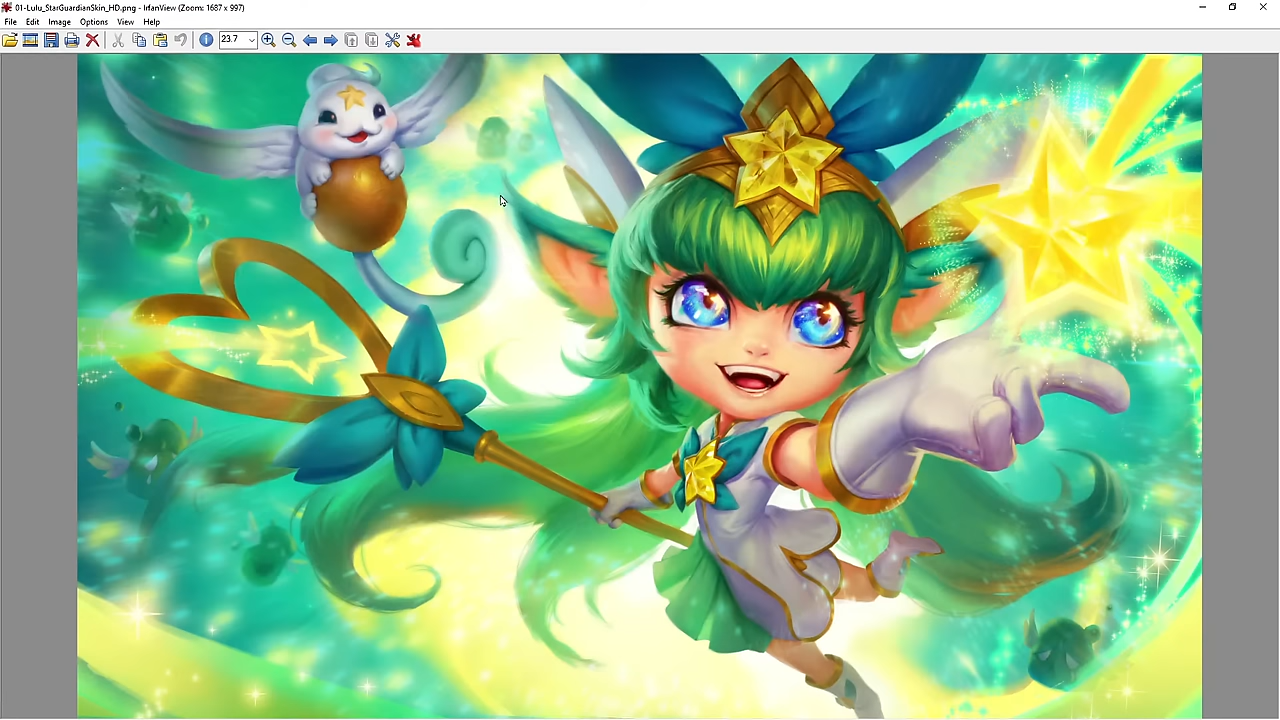 01-Lulu_StarGuardianSkin_HD.png - IrfanView (Zoom: 1687 x 997)
File Edit Image Options View Help
23.7